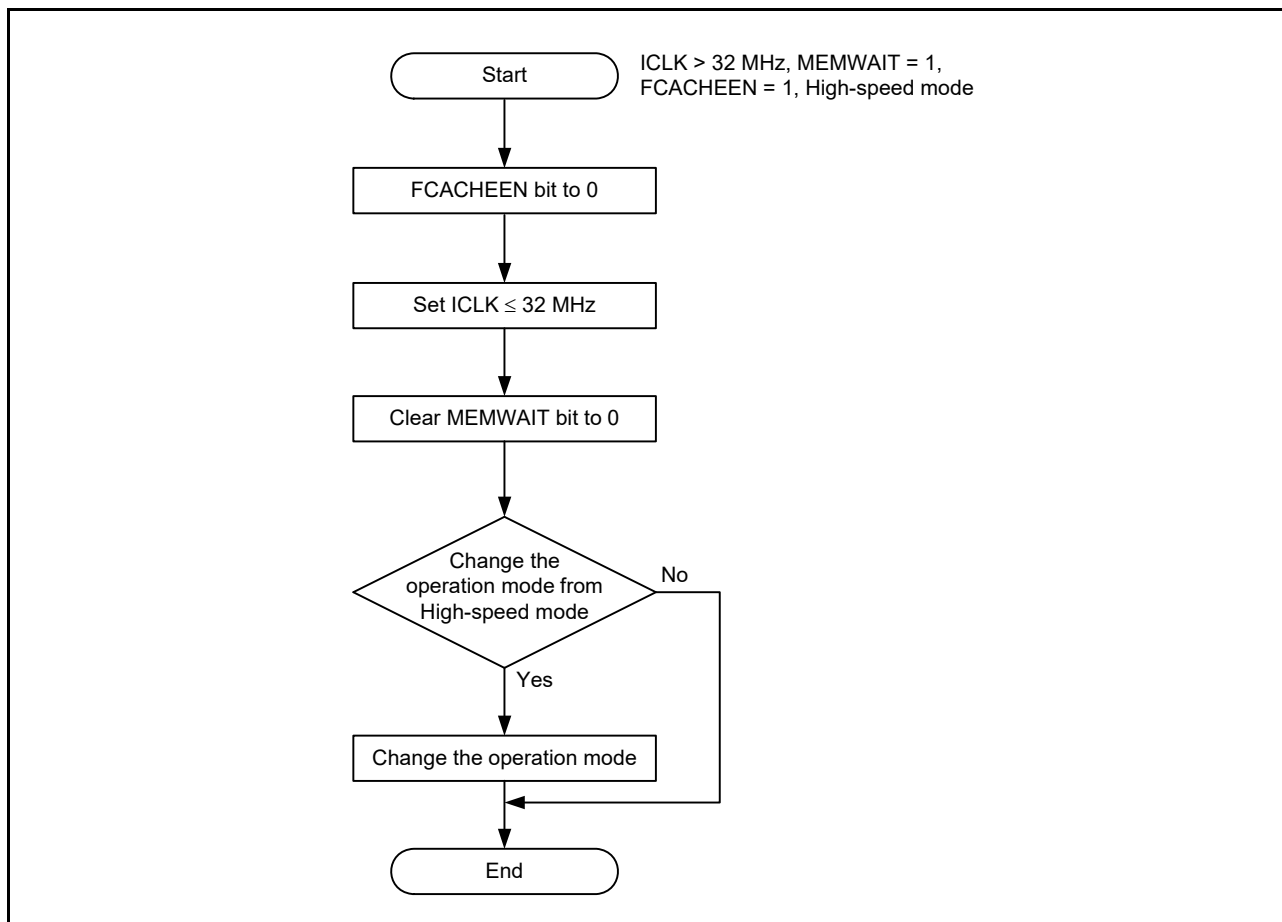 Start
ICLK > 32 MHz, MEMWAIT = 1,
FCACHEEN = 1, High-speed mode
FCACHEEN bit to 0
Set ICLK ≤ 32 MHz
Clear MEMWAIT bit to 0
Change the
operation mode from
High-speed mode
No
Yes
Change the operation mode
End